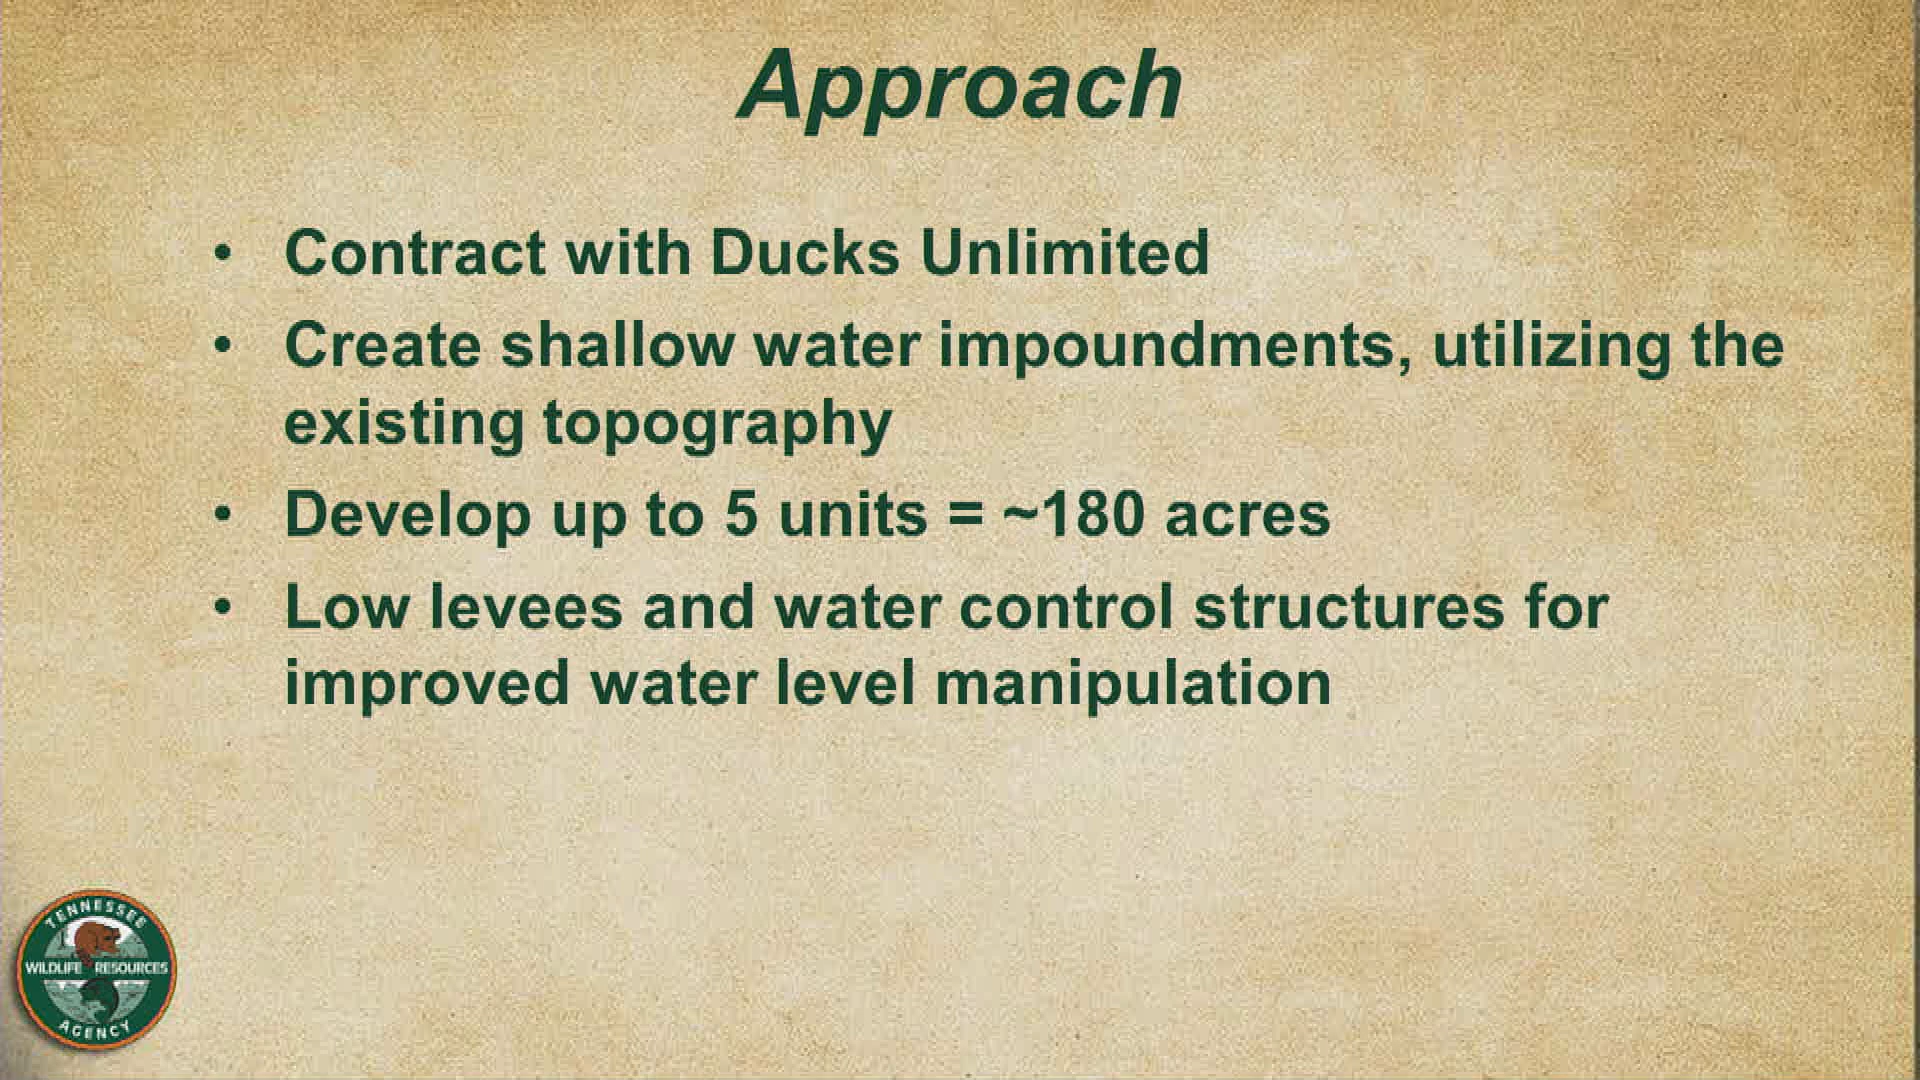 Approach
• Contract with Ducks Unlimited
• Create shallow water impoundments, utilizing the
existing topography
• Develop up to 5 units = ~180 acres
• Low levees and water control structures for
improved water level manipulation
TENNESSEE
WILDLIFE RESOURCES
AGENCY